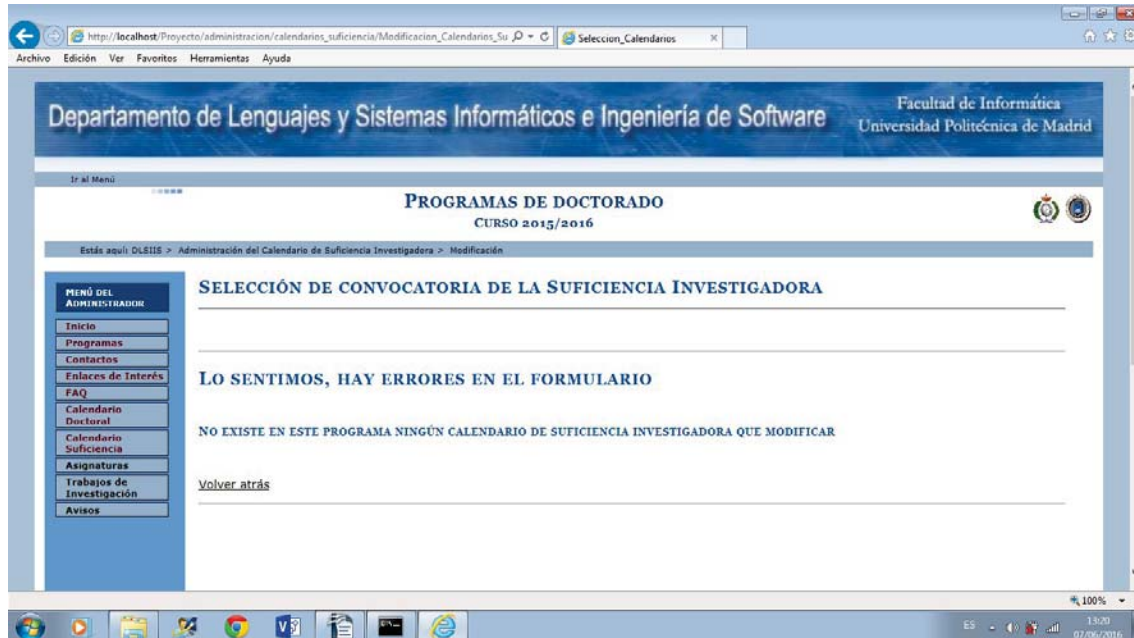 http://localhost/Proyecto/administracion/calendarios_suficiencia/Modificacion_Calendarios_Su
Seleccion_Calendarios
Archivo Edición Ver Favoritos Herramientas Ayuda
Departamento de Lenguajes y Sistemas Informáticos e Ingeniería de Software
Facultad de Informática
Universidad Politécnica de Madrid
Ir al Menú
PROGRAMAS DE DOCTORADO
CURSO 2015/2016
Estás aquí: DLSIIS > Administración del Calendario de Suficiencia Investigadora > Modificación
MENÚ DEL
ADMINISTRADOR
Inicio
Programas
Contactos
Enlaces de Interés
FAQ
Calendario
Doctoral
Calendario
Suficiencia
Asignaturas
Trabajos de
Investigación
Avisos
SELECCIÓN DE CONVOCATORIA DE LA SUFICIENCIA INVESTIGADORA
LO SENTIMOS, HAY ERRORES EN EL FORMULARIO
NO EXISTE EN ESTE PROGRAMA NINGÚN CALENDARIO DE SUFICIENCIA INVESTIGADORA QUE MODIFICAR
Volver atrás
100%
ES
13:20
07/06/2016